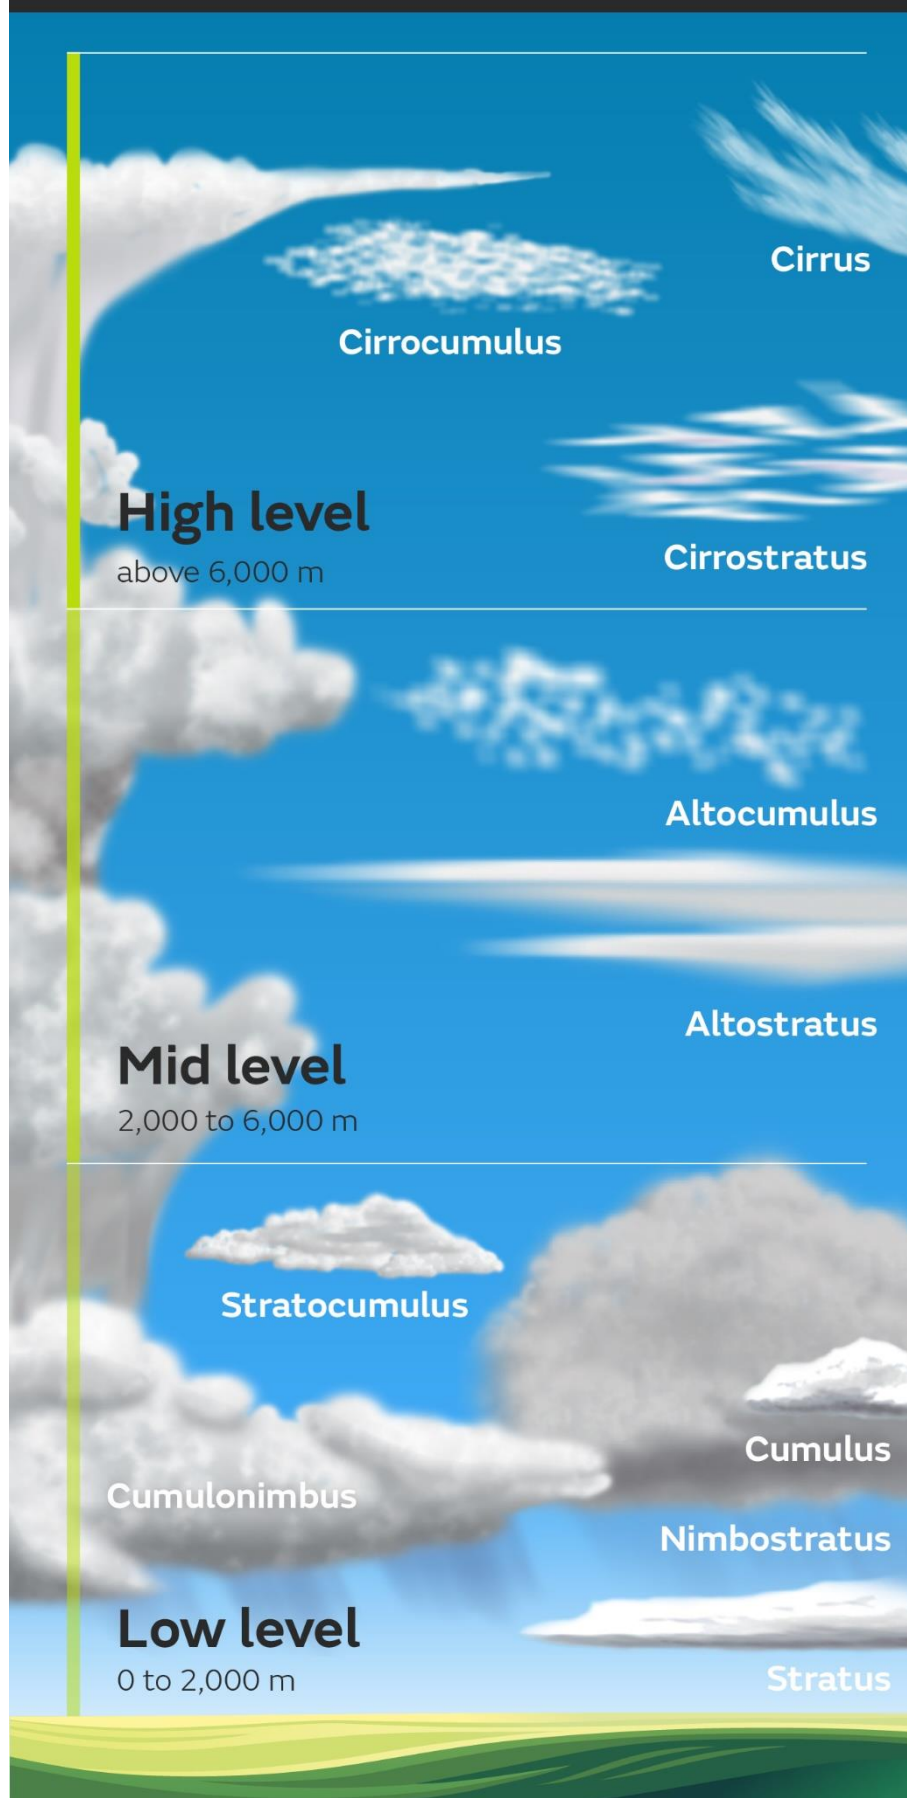 Cirrus
Cirrocumulus
High level
above 6,000 m
Cirrostratus
Altocumulus
Altostratus
Mid level
2,000 to 6,000 m
Stratocumulus
Cumulus
Cumulonimbus
Nimbostratus
Low level
0 to 2,000 m
Stratus